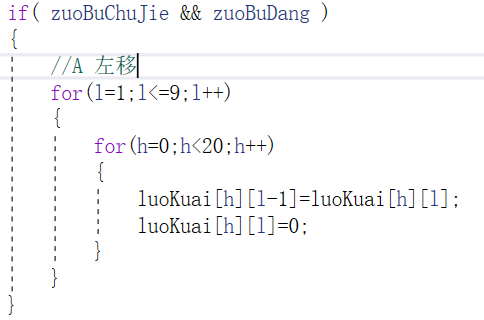 if( zuoBuChuJie && zuoBuDang )
{
//A 左移
for(l=1;l<=9;l++)
{
for(h=0;h<20;h++)
{
luoKuai[h][l-1]=luoKuai[h][l];
luoKuai[h][l]=0;
}
}
}